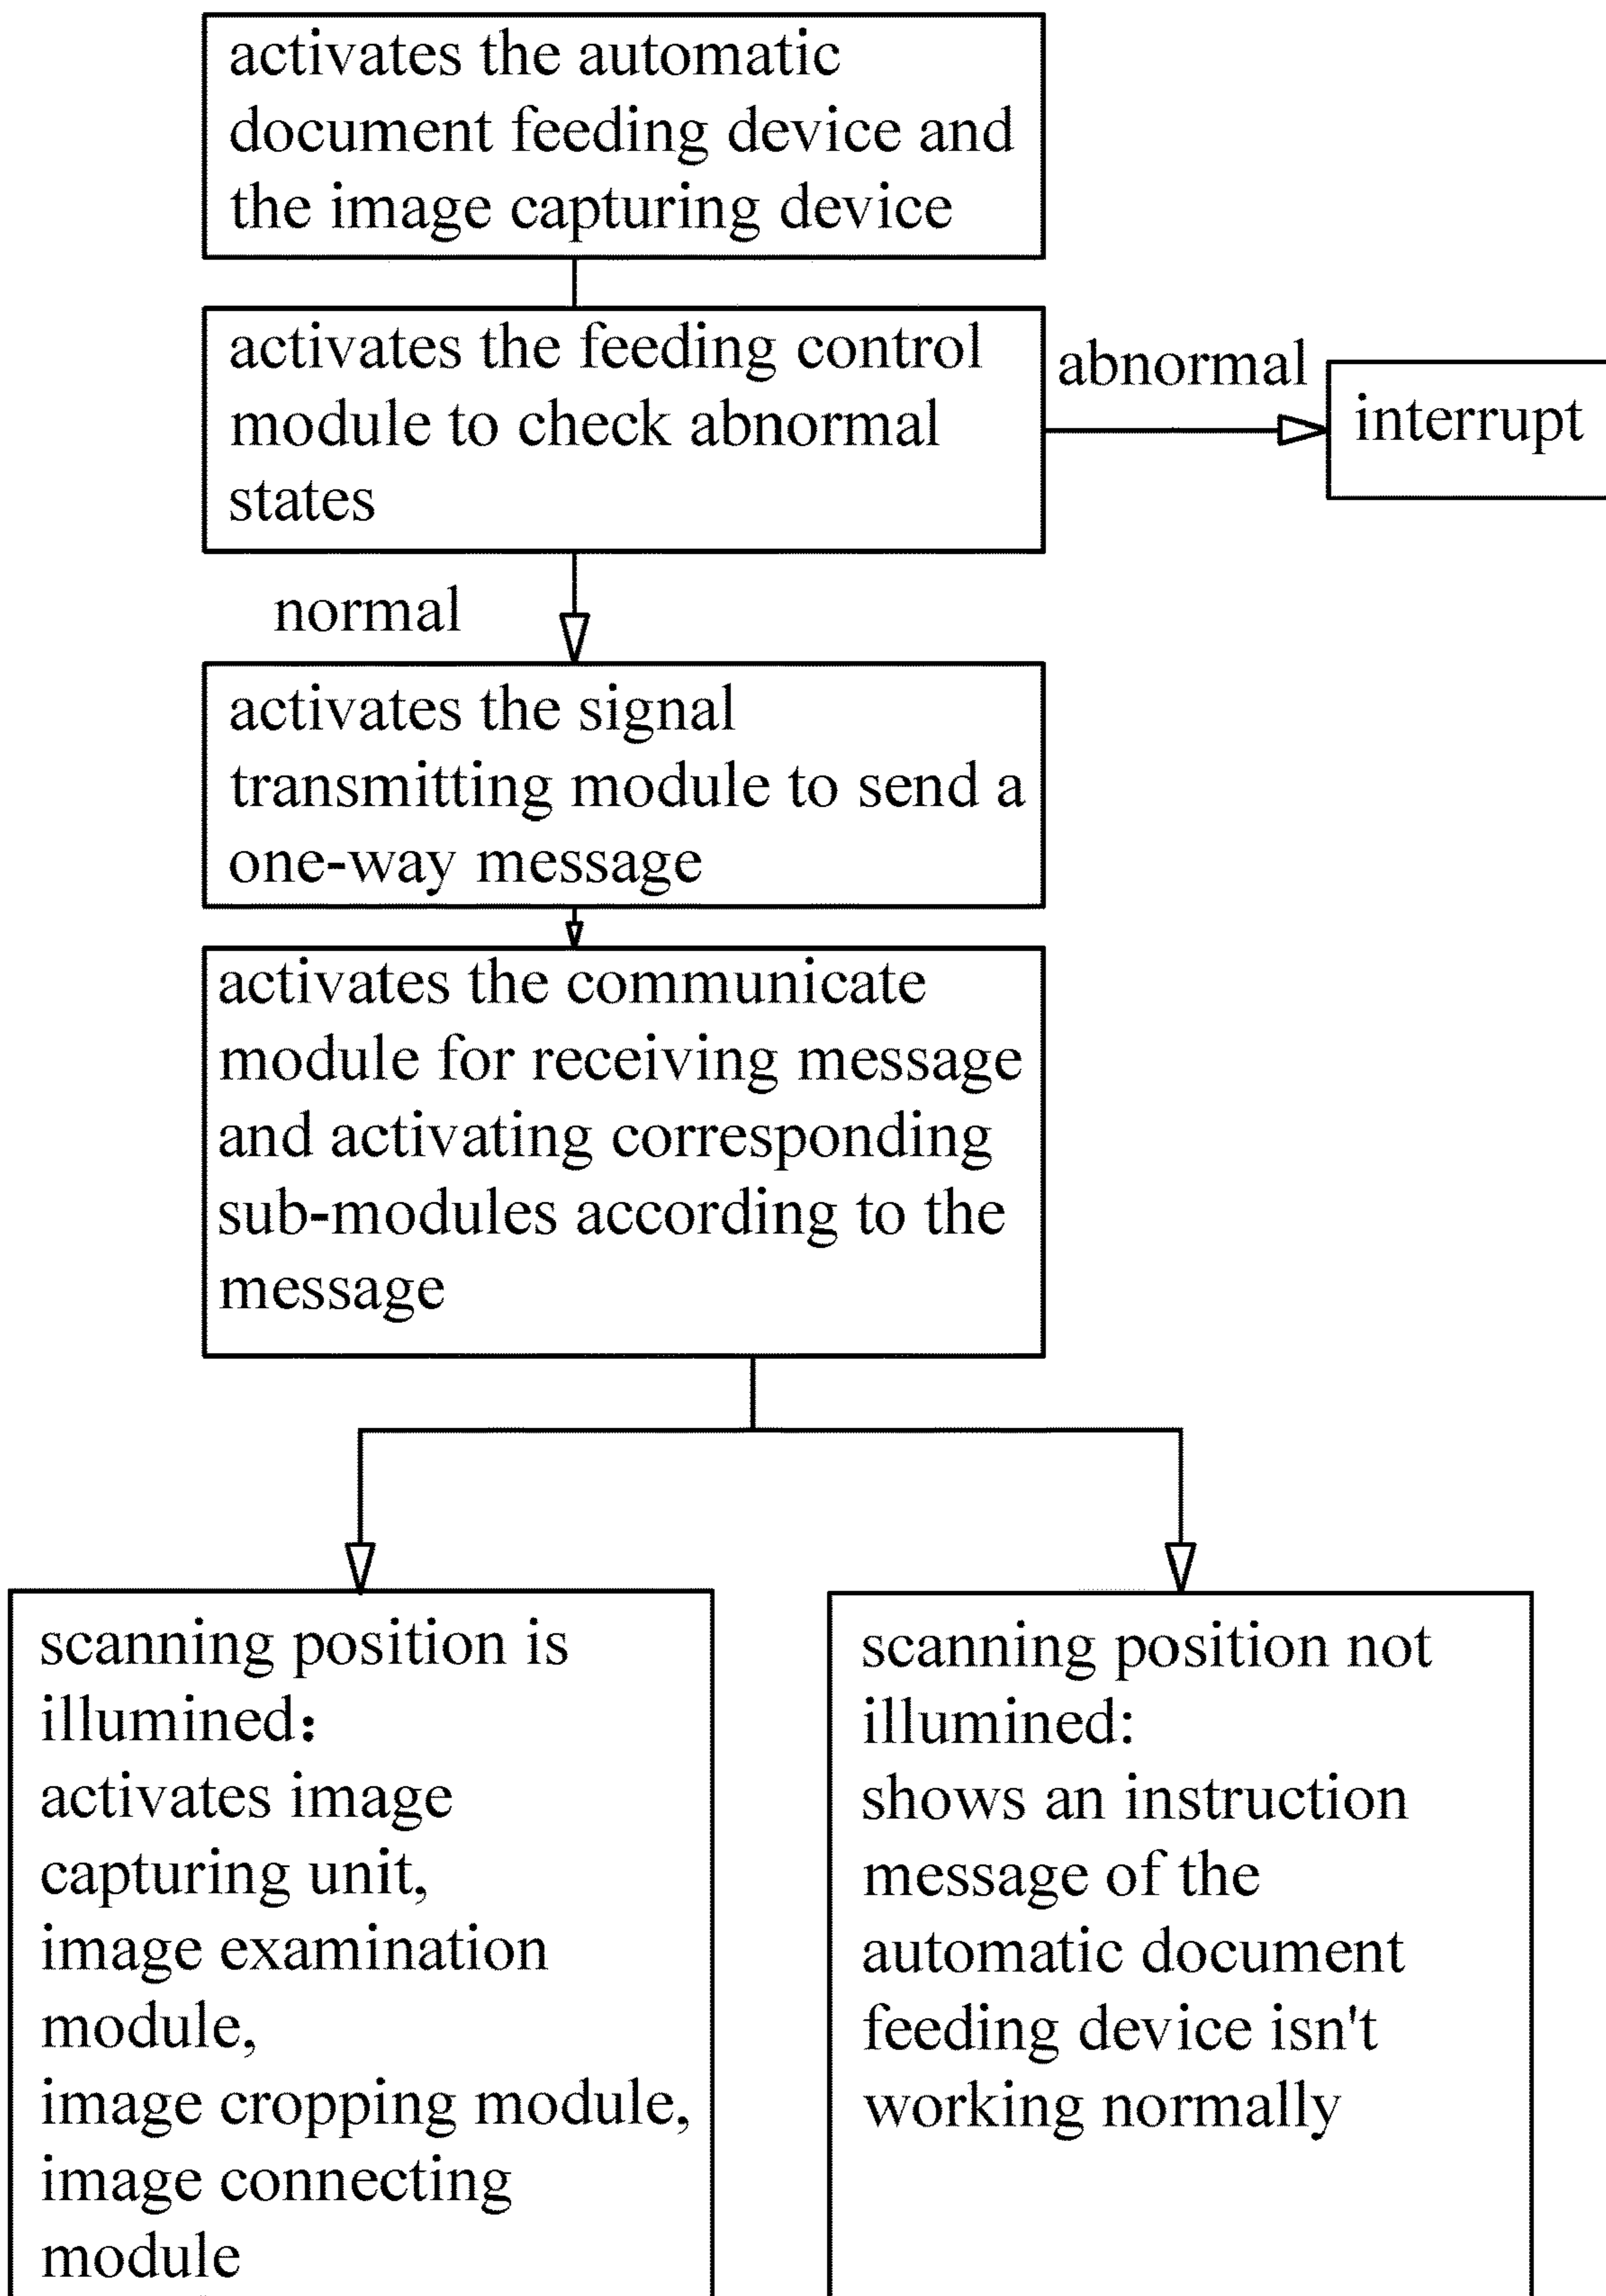 activates the automatic
document feeding device and
the image capturing device
activates the feeding control
module to check abnormal
states
abnormal
interrupt
normal
activates the signal
transmitting module to send a
one-way message
activates the communicate
module for receiving message
and activating corresponding
sub-modules according to the
message
scanning position is
illumined：
activates image
capturing unit,
image examination
module,
image cropping module,
image connecting
module
scanning position not
illumined:
shows an instruction
message of the
automatic document
feeding device isn't
working normally